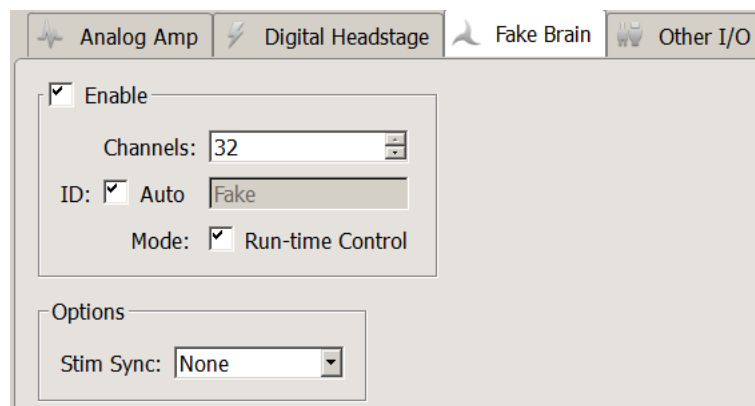 Analog Amp Digital Headstage Fake Brain Other I/O
Enable
Channels: 32
ID: Auto Fake
Mode: Run-time Control
Options
Stim Sync: None